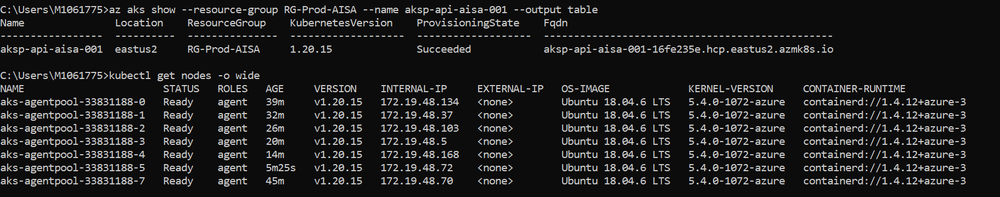 C:\Users\M1061775>az aks show --resource-group RG-Prod-AISA --name aksp-api-aisa-001 --output table
Name               Location    ResourceGroup    KubernetesVersion    ProvisioningState    Fqdn
-----------------  ----------  ---------------  -------------------  -------------------  ------------------------------------------------
aksp-api-aisa-001  eastus2     RG-Prod-AISA     1.20.15              Succeeded            aksp-api-aisa-001-16fe235e.hcp.eastus2.azmk8s.io
C:\Users\M1061775>kubectl get nodes -o wide
NAME                       STATUS   ROLES   AGE     VERSION    INTERNAL-IP     EXTERNAL-IP   OS-IMAGE             KERNEL-VERSION     CONTAINER-RUNTIME
aks-agentpool-33831188-0   Ready    agent   39m     v1.20.15   172.19.48.134   <none>        Ubuntu 18.04.6 LTS   5.4.0-1072-azure   containerd://1.4.12+azure-3
aks-agentpool-33831188-1   Ready    agent   32m     v1.20.15   172.19.48.37    <none>        Ubuntu 18.04.6 LTS   5.4.0-1072-azure   containerd://1.4.12+azure-3
aks-agentpool-33831188-2   Ready    agent   26m     v1.20.15   172.19.48.103   <none>        Ubuntu 18.04.6 LTS   5.4.0-1072-azure   containerd://1.4.12+azure-3
aks-agentpool-33831188-3   Ready    agent   20m     v1.20.15   172.19.48.5     <none>        Ubuntu 18.04.6 LTS   5.4.0-1072-azure   containerd://1.4.12+azure-3
aks-agentpool-33831188-4   Ready    agent   14m     v1.20.15   172.19.48.168   <none>        Ubuntu 18.04.6 LTS   5.4.0-1072-azure   containerd://1.4.12+azure-3
aks-agentpool-33831188-5   Ready    agent   5m25s   v1.20.15   172.19.48.72    <none>        Ubuntu 18.04.6 LTS   5.4.0-1072-azure   containerd://1.4.12+azure-3
aks-agentpool-33831188-7   Ready    agent   45m     v1.20.15   172.19.48.70    <none>        Ubuntu 18.04.6 LTS   5.4.0-1072-azure   containerd://1.4.12+azure-3